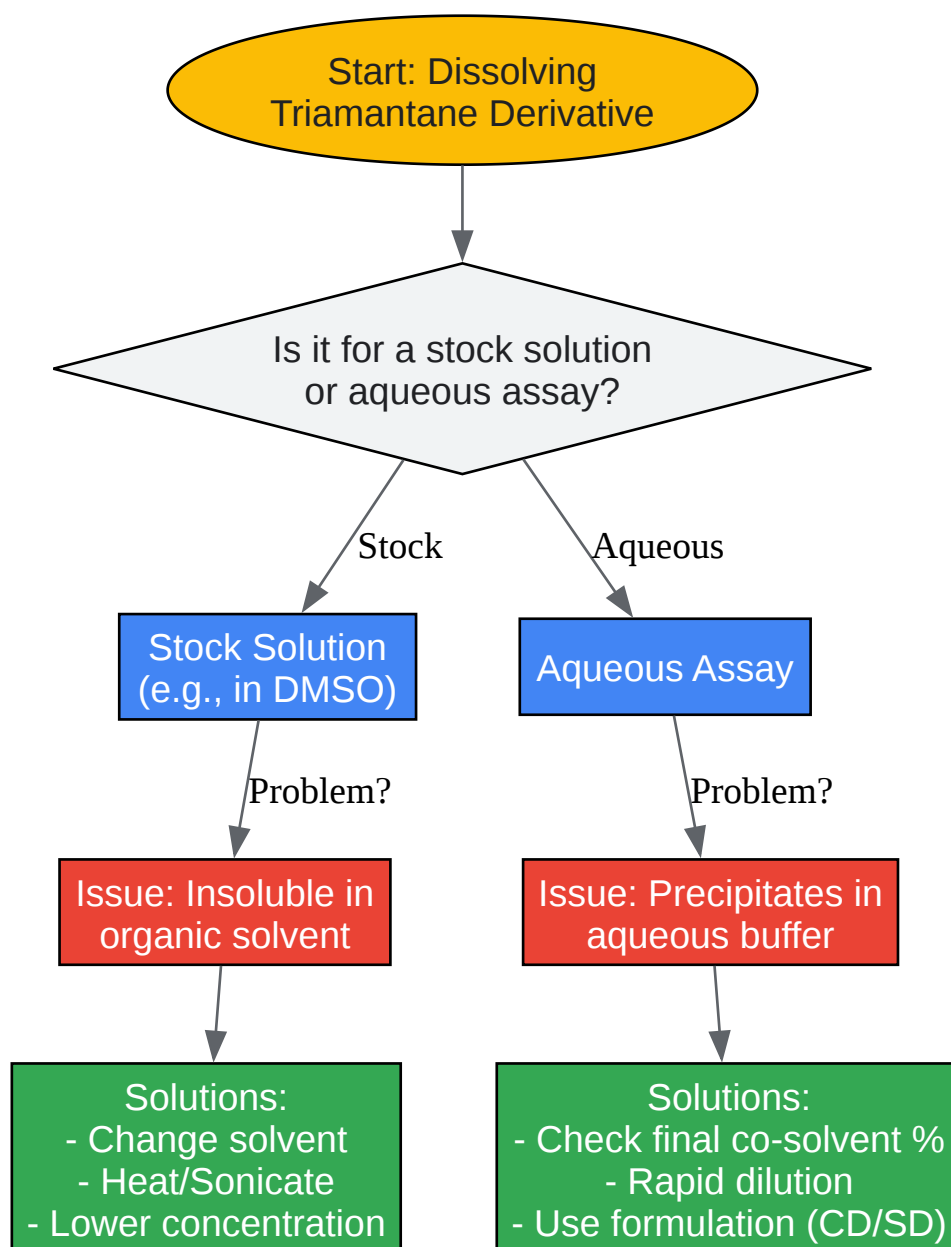 Start: Dissolving
Triamantane Derivative
Is it for a stock solution
or aqueous assay?
Stock
Aqueous
Stock Solution
(e.g., in DMSO)
Aqueous Assay
Problem?
Problem?
Issue: Insoluble in
organic solvent
Issue: Precipitates in
aqueous buffer
Solutions:
- Change solvent
- Heat/Sonicate
- Lower concentration
Solutions:
- Check final co-solvent %
- Rapid dilution
- Use formulation (CD/SD)